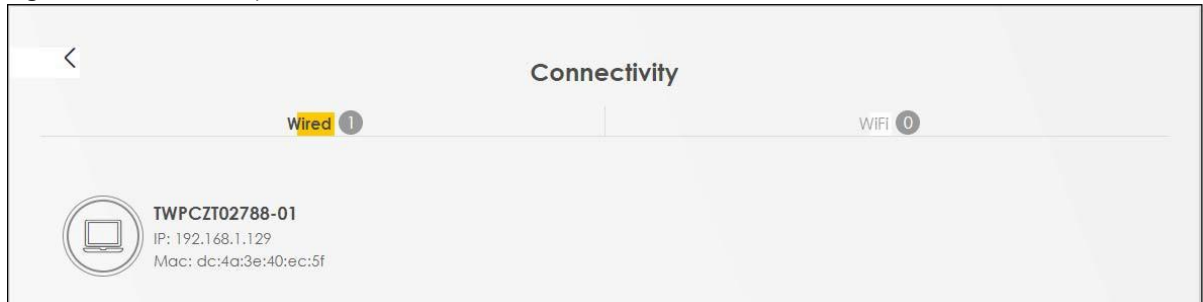 Connectivity
Wired 1
WiFi 0
TWPCZT02788-01
IP: 192.168.1.129
Mac: dc:4a:3e:40:ec:5f